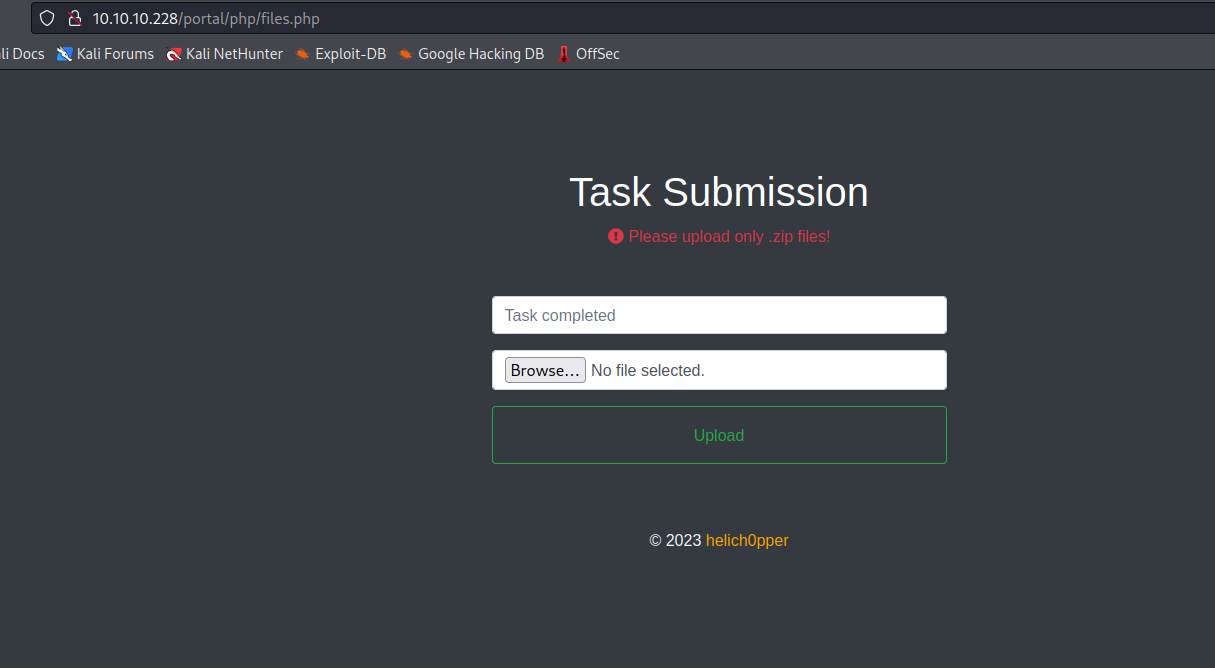 10.10.10.228/portal/php/files.php
li Docs Kali Forums Kali NetHunter Exploit-DB Google Hacking DB OffSec
Task Submission
Please upload only .zip files!
Task completed
Browse... No file selected.
Upload
© 2023 helich0pper